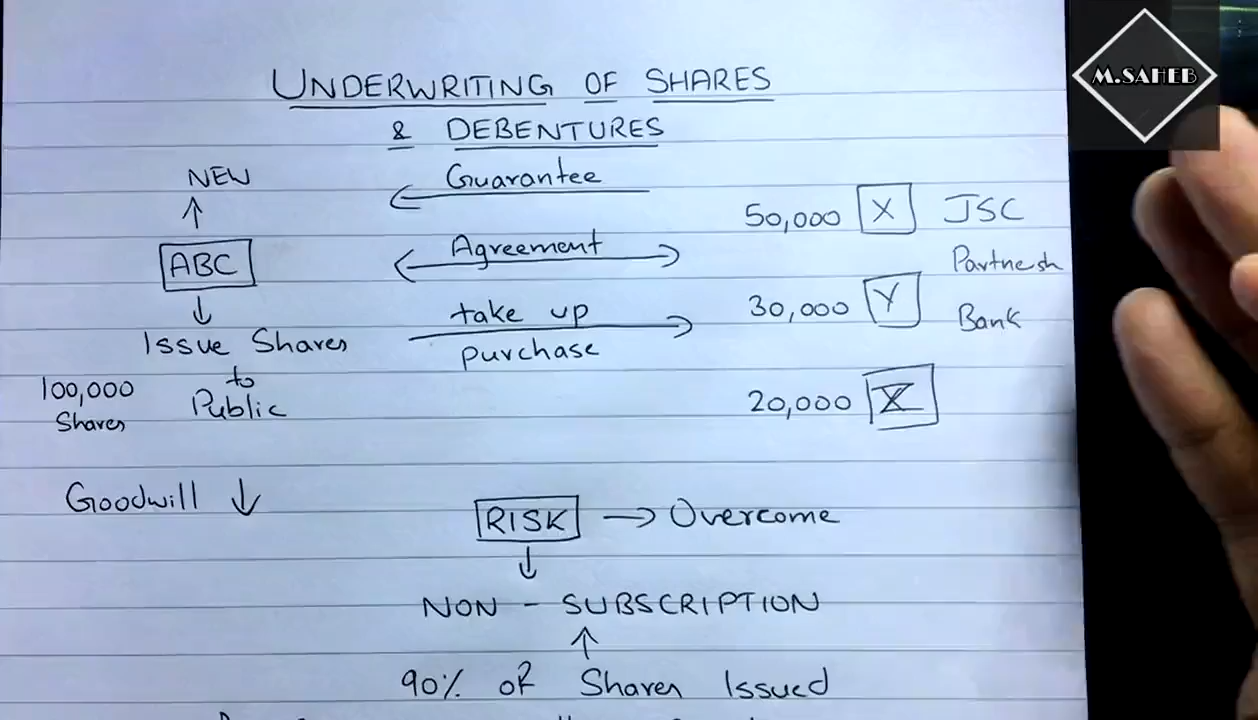 M.SAHEB
UNDERWRITING OF SHARES
& DEBENTURES
NEW
Guarantee
50,000 X JSC
ABC
Agreement
Partnesh
Issue Shares
take up
30,000 Y Bank
purchase
100,000
Shares
to
Public
20,000 Z
Goodwill ↓
RISK → Overcome
NON - SUBSCRIPTION
90% of Shares Issued